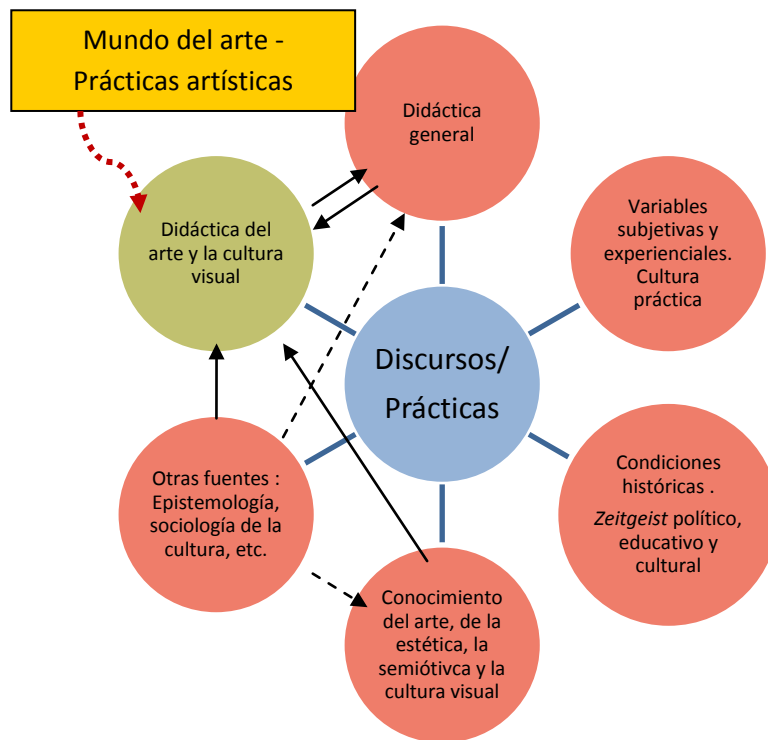 Mundo del arte -
Prácticas artísticas
Didáctica
general
Didáctica del
arte y la cultura
visual
Variables
subjetivas y
experienciales.
Cultura
práctica
Discursos/
Prácticas
Otras fuentes :
Epistemología,
sociología de la
cultura, etc.
Condiciones
históricas .
Zeitgeist político,
educativo y
cultural
Conocimiento
del arte, de la
estética, la
semiótivca y la
cultura visual